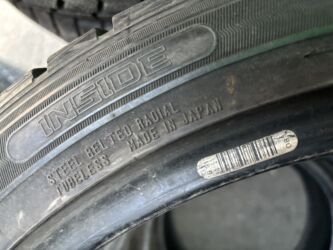 INSIDE
STEEL BELTED RADIAL
TUBELESS MADE IN JAPAN